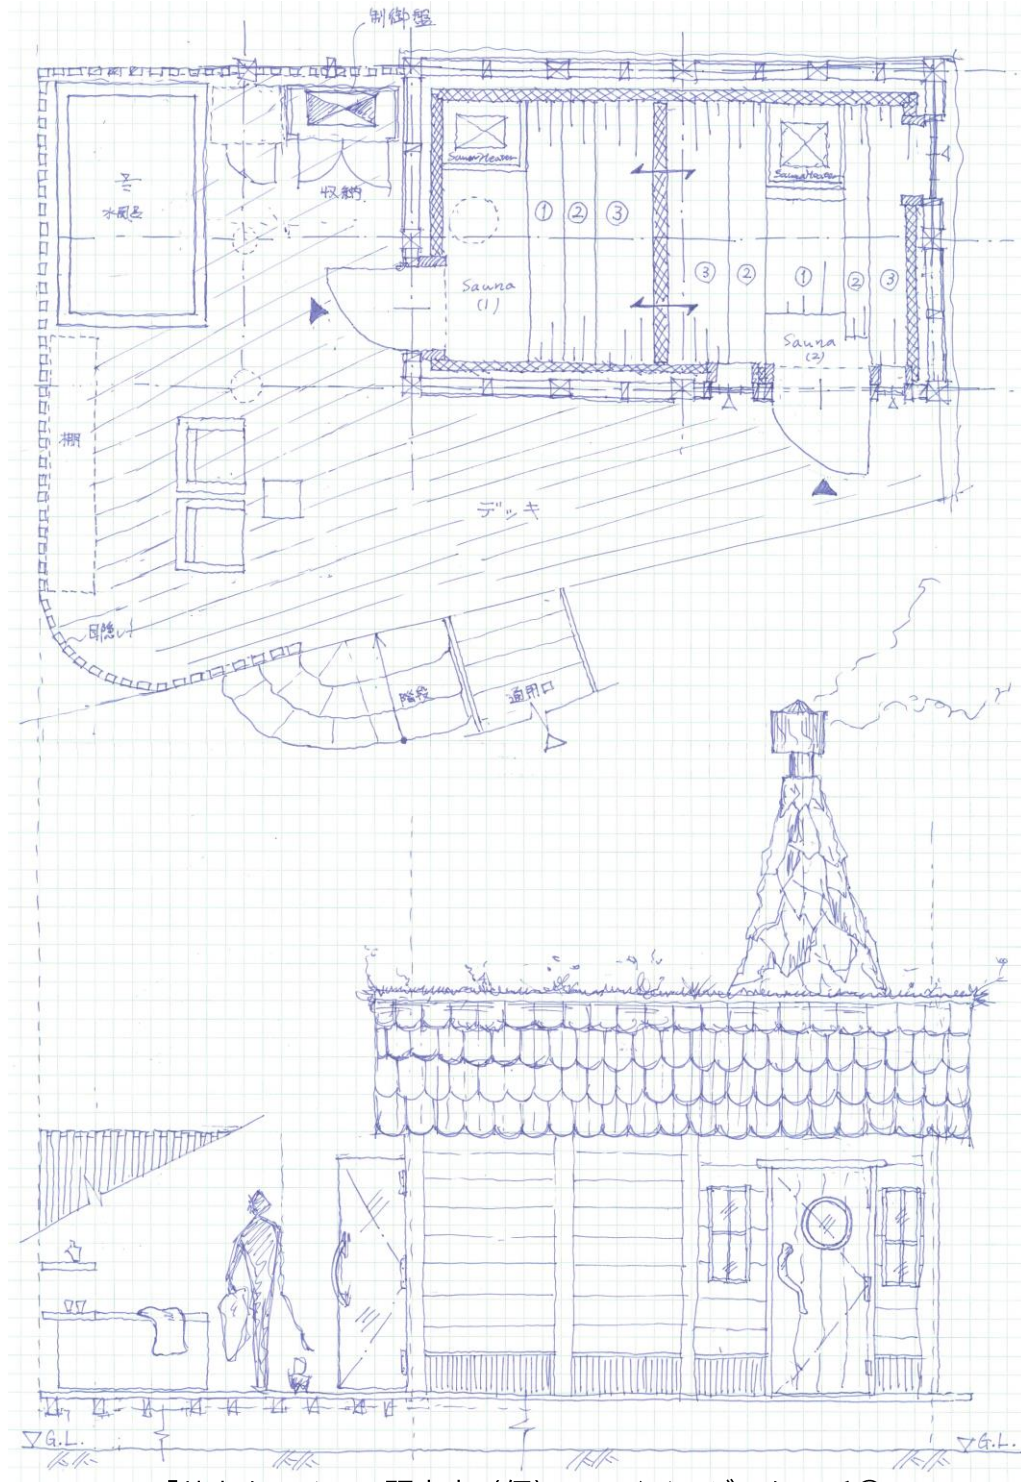 制御盤
Sauna Heater
Sauna Heater
収納
水風呂
① ② ③
③ ② ① ② ③
Sauna
(1)
Sauna
(2)
棚
デッキ
目隠し
階段
通用口
G.L.
G.L.